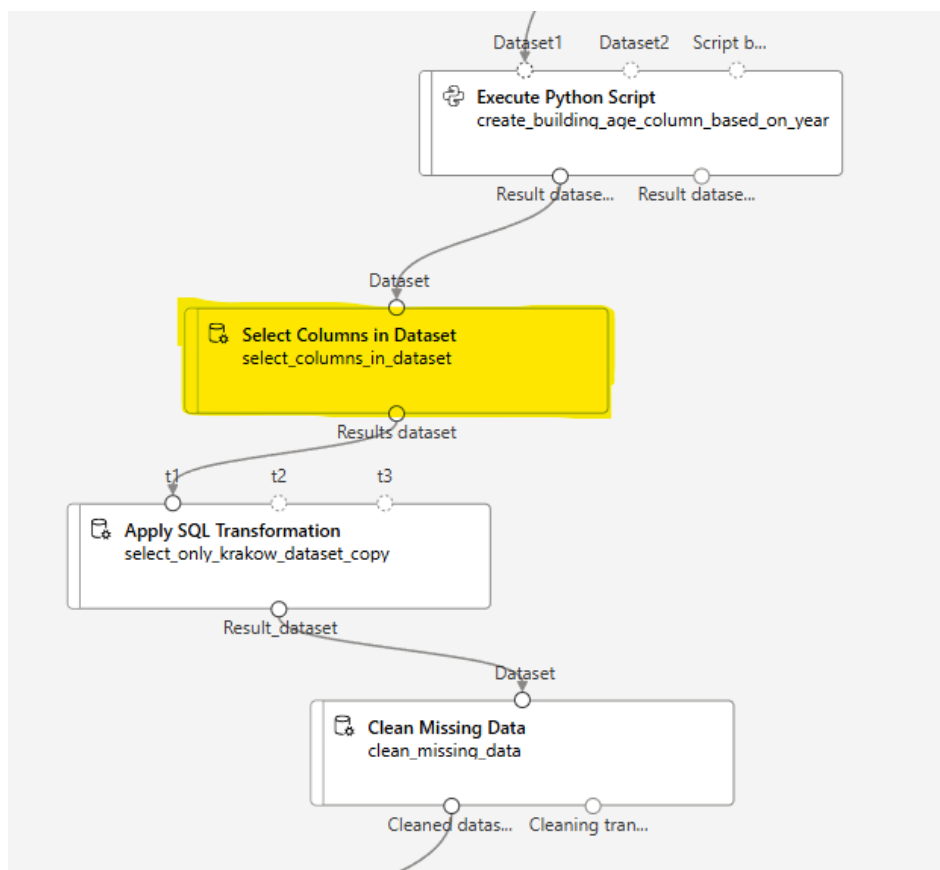 Dataset1 Dataset2 Script b...
Execute Python Script
create_building_age_column_based_on_year
Result datase... Result datase...
Dataset
Select Columns in Dataset
select_columns_in_dataset
Results dataset
t1 t2 t3
Apply SQL Transformation
select_only_krakow_dataset_copy
Result_dataset
Dataset
Clean Missing Data
clean_missing_data
Cleaned datas... Cleaning tran...